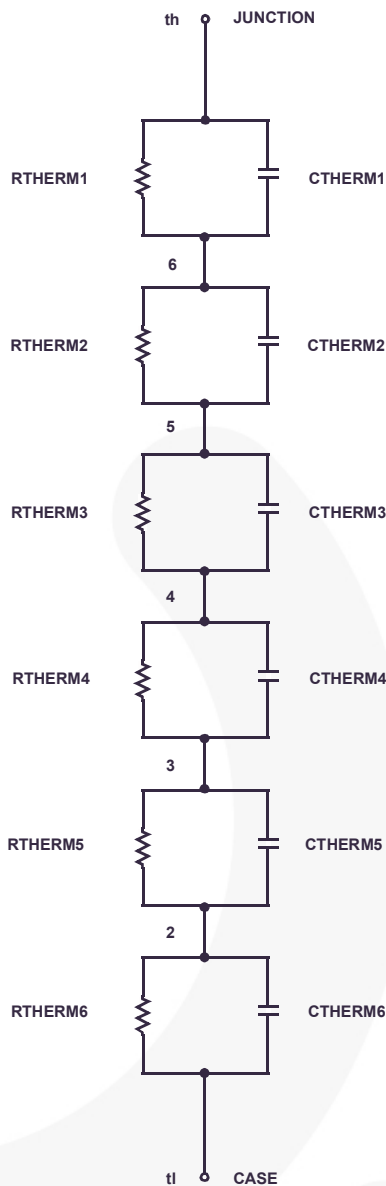 th JUNCTION
RTHERM1 CTHERM1
6
RTHERM2 CTHERM2
5
RTHERM3 CTHERM3
4
RTHERM4 CTHERM4
3
RTHERM5 CTHERM5
2
RTHERM6 CTHERM6
tl CASE